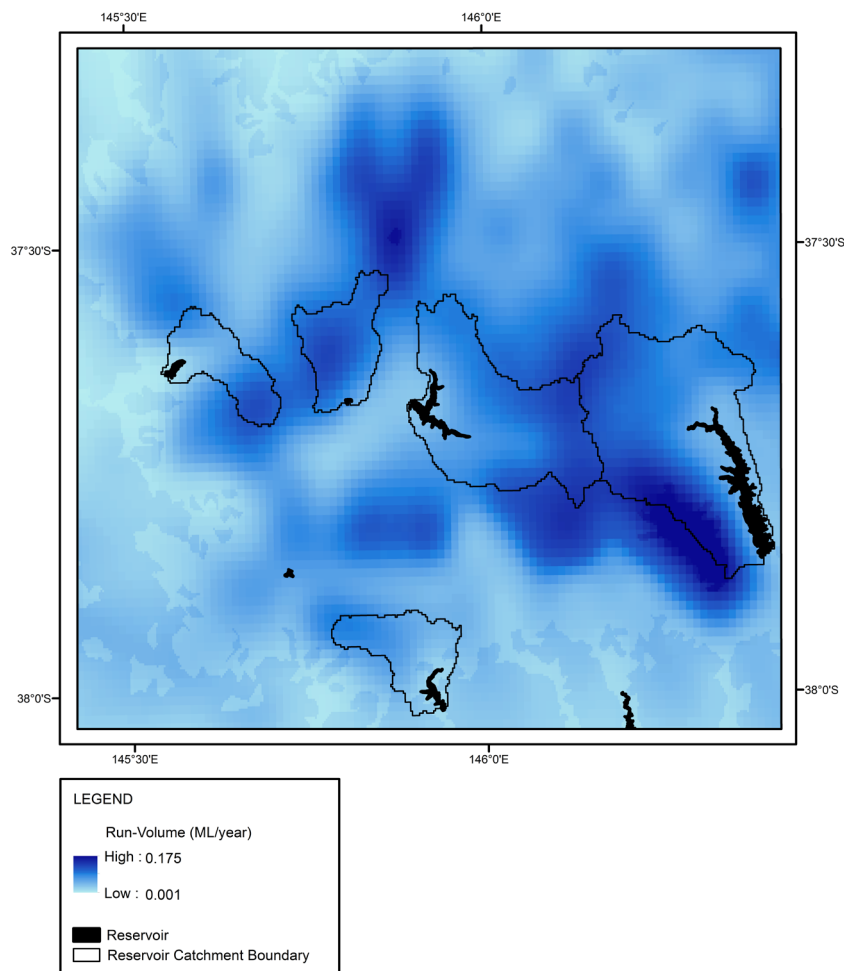 145°30'E 146°0'E
37°30'S 37°30'S
38°0'S 38°0'S
145°30'E 146°0'E
LEGEND
Run-Volume (ML/year)
High : 0.175
Low : 0.001
Reservoir
Reservoir Catchment Boundary